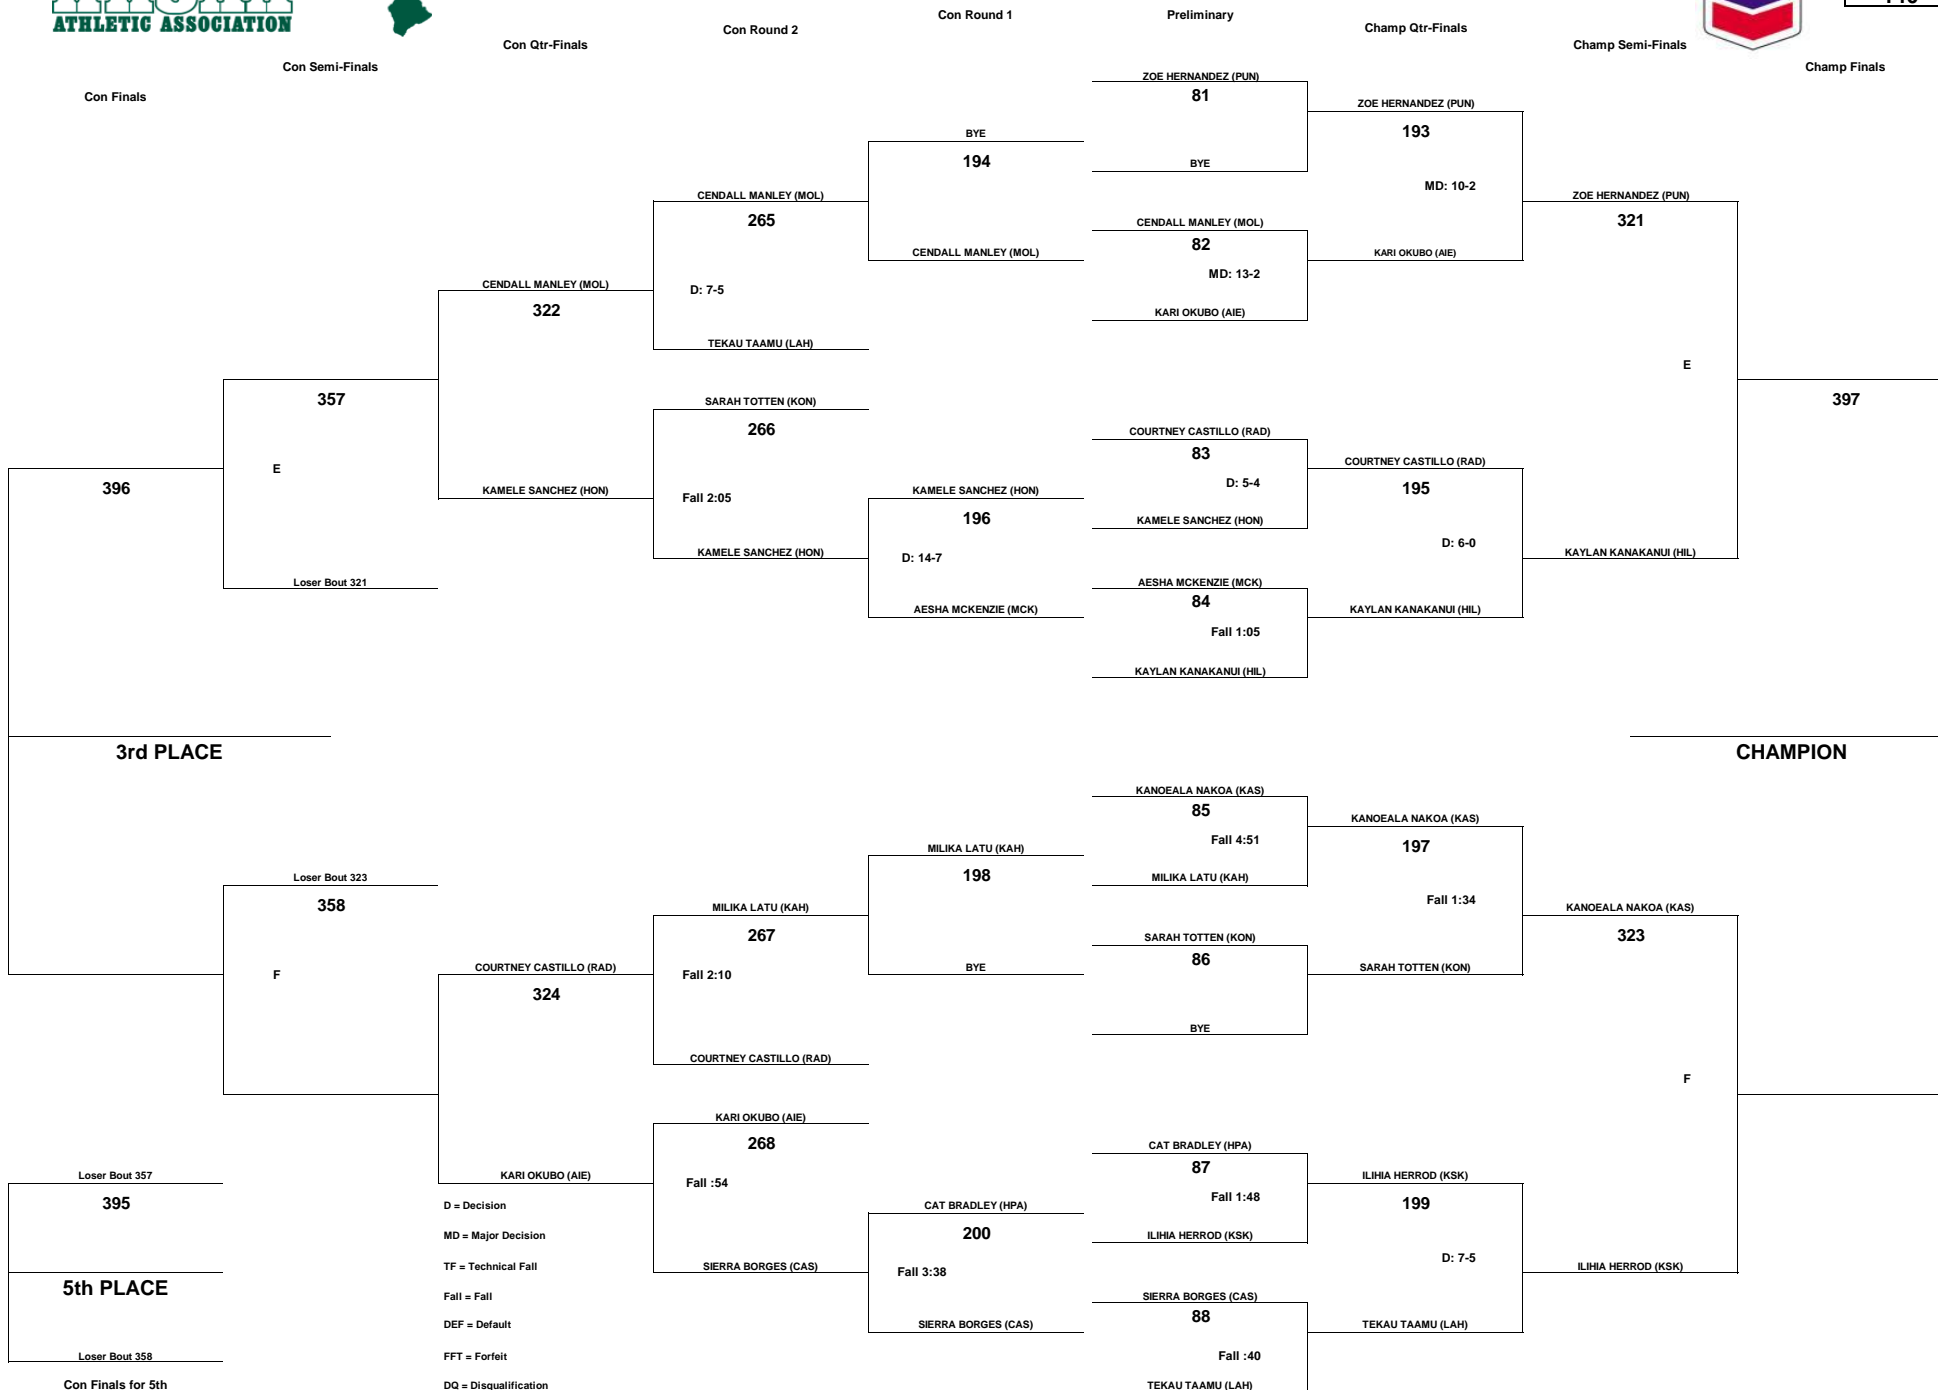 ATHLETIC ASSOCIATION
Con Finals
Con Semi-Finals
Con Qtr-Finals
Con Round 2
Con Round 1
Preliminary
Champ Qtr-Finals
Champ Semi-Finals
Champ Finals
ZOE HERNANDEZ (PUN)
81
BYE
CENDALL MANLEY (MOL)
82
MD: 13-2
KARI OKUBO (AIE)
COURTNEY CASTILLO (RAD)
83
D: 5-4
KAMELE SANCHEZ (HON)
AESHA MCKENZIE (MCK)
84
Fall 1:05
KAYLAN KANAKANUI (HIL)
KANOEALA NAKOA (KAS)
85
Fall 4:51
MILIKA LATU (KAH)
SARAH TOTTEN (KON)
86
BYE
CAT BRADLEY (HPA)
87
Fall 1:48
ILIHIA HERROD (KSK)
SIERRA BORGES (CAS)
88
Fall :40
TEKAU TAAMU (LAH)
ZOE HERNANDEZ (PUN)
193
MD: 10-2
KARI OKUBO (AIE)
COURTNEY CASTILLO (RAD)
195
D: 6-0
KAYLAN KANAKANUI (HIL)
KANOEALA NAKOA (KAS)
197
Fall 1:34
SARAH TOTTEN (KON)
ILIHIA HERROD (KSK)
199
D: 7-5
TEKAU TAAMU (LAH)
ZOE HERNANDEZ (PUN)
321
E
KAYLAN KANAKANUI (HIL)
KANOEALA NAKOA (KAS)
323
F
ILIHIA HERROD (KSK)
397
CHAMPION
BYE
194
CENDALL MANLEY (MOL)
KAMELE SANCHEZ (HON)
196
D: 14-7
AESHA MCKENZIE (MCK)
MILIKA LATU (KAH)
198
BYE
CAT BRADLEY (HPA)
200
Fall 3:38
SIERRA BORGES (CAS)
CENDALL MANLEY (MOL)
265
D: 7-5
TEKAU TAAMU (LAH)
SARAH TOTTEN (KON)
266
Fall 2:05
KAMELE SANCHEZ (HON)
MILIKA LATU (KAH)
267
Fall 2:10
COURTNEY CASTILLO (RAD)
KARI OKUBO (AIE)
268
Fall :54
SIERRA BORGES (CAS)
CENDALL MANLEY (MOL)
322
KAMELE SANCHEZ (HON)
COURTNEY CASTILLO (RAD)
324
KARI OKUBO (AIE)
357
E
Loser Bout 321
Loser Bout 323
358
F
396
3rd PLACE
Loser Bout 357
395
5th PLACE
Loser Bout 358
Con Finals for 5th
D = Decision
MD = Major Decision
TF = Technical Fall
Fall = Fall
DEF = Default
FFT = Forfeit
DQ = Disqualification